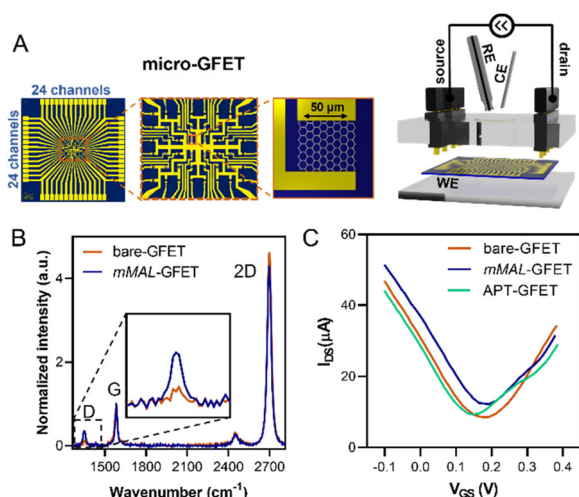 A
micro-GFET
24 channels
24 channels
50 µm
source
RE
CE
drain
WE
B
Normalized intensity (a.u.)
bare-GFET
mMAL-GFET
2D
G
D
4
2
0
1500 1800 2100 2400 2700
Wavenumber (cm⁻¹)
C
I_DS(µA)
bare-GFET
mMAL-GFET
APT-GFET
60
40
20
0
-0.1 0.0 0.1 0.2 0.3 0.4
V_GS (V)